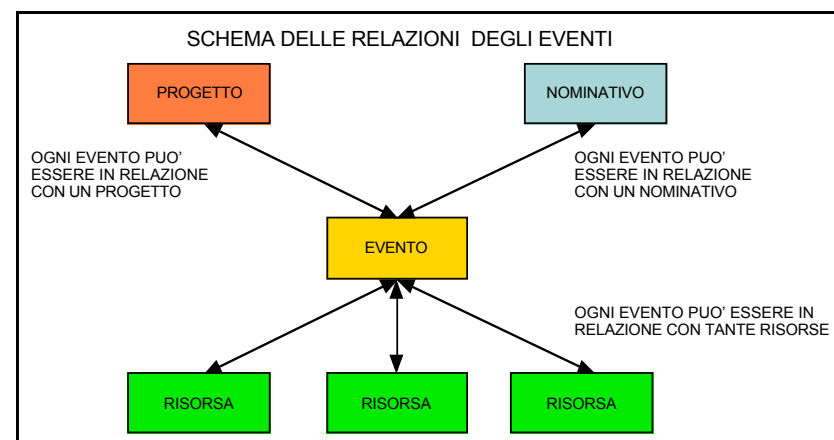 SCHEMA DELLE RELAZIONI DEGLI EVENTI
PROGETTO
NOMINATIVO
OGNI EVENTO PUO'
ESSERE IN RELAZIONE
CON UN PROGETTO
OGNI EVENTO PUO'
ESSERE IN RELAZIONE
CON UN NOMINATIVO
EVENTO
OGNI EVENTO PUO' ESSERE IN
RELAZIONE CON TANTE RISORSE
RISORSA
RISORSA
RISORSA